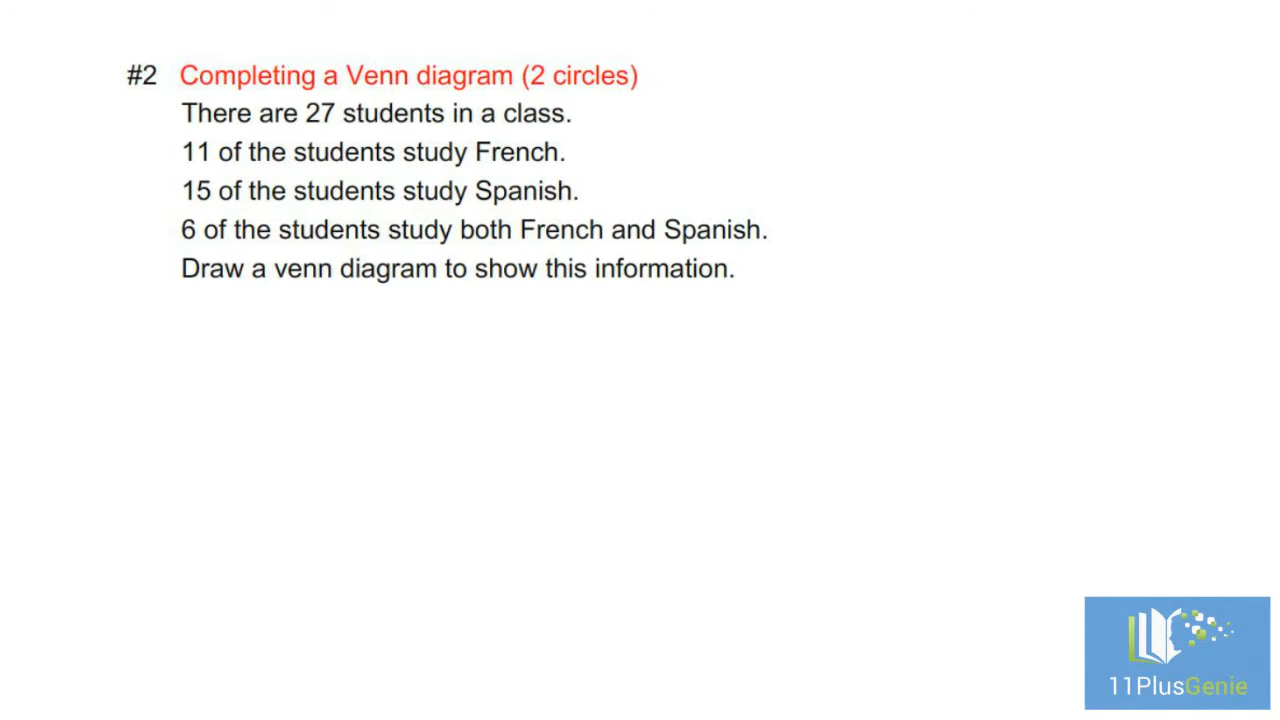 #2 Completing a Venn diagram (2 circles)
There are 27 students in a class.
11 of the students study French.
15 of the students study Spanish.
6 of the students study both French and Spanish.
Draw a venn diagram to show this information.
11PlusGenie